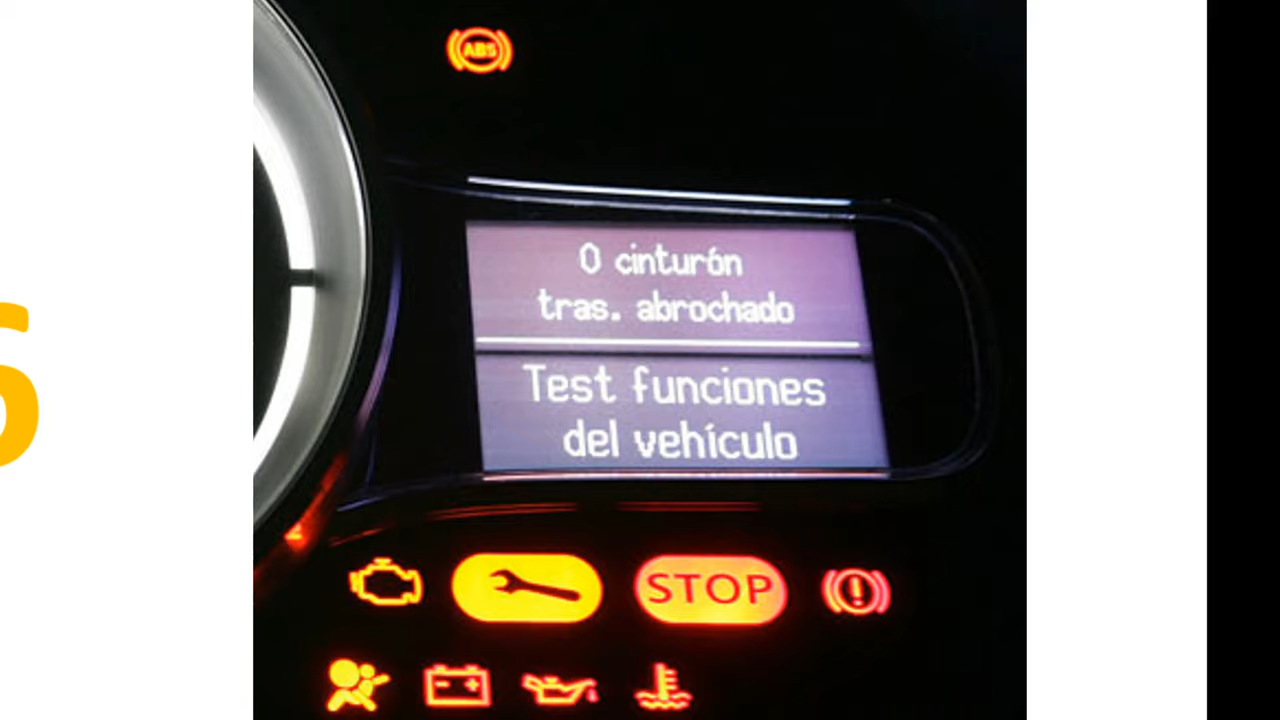 ABS
0 cinturón
tras. abrochado
Test funciones
del vehículo
STOP